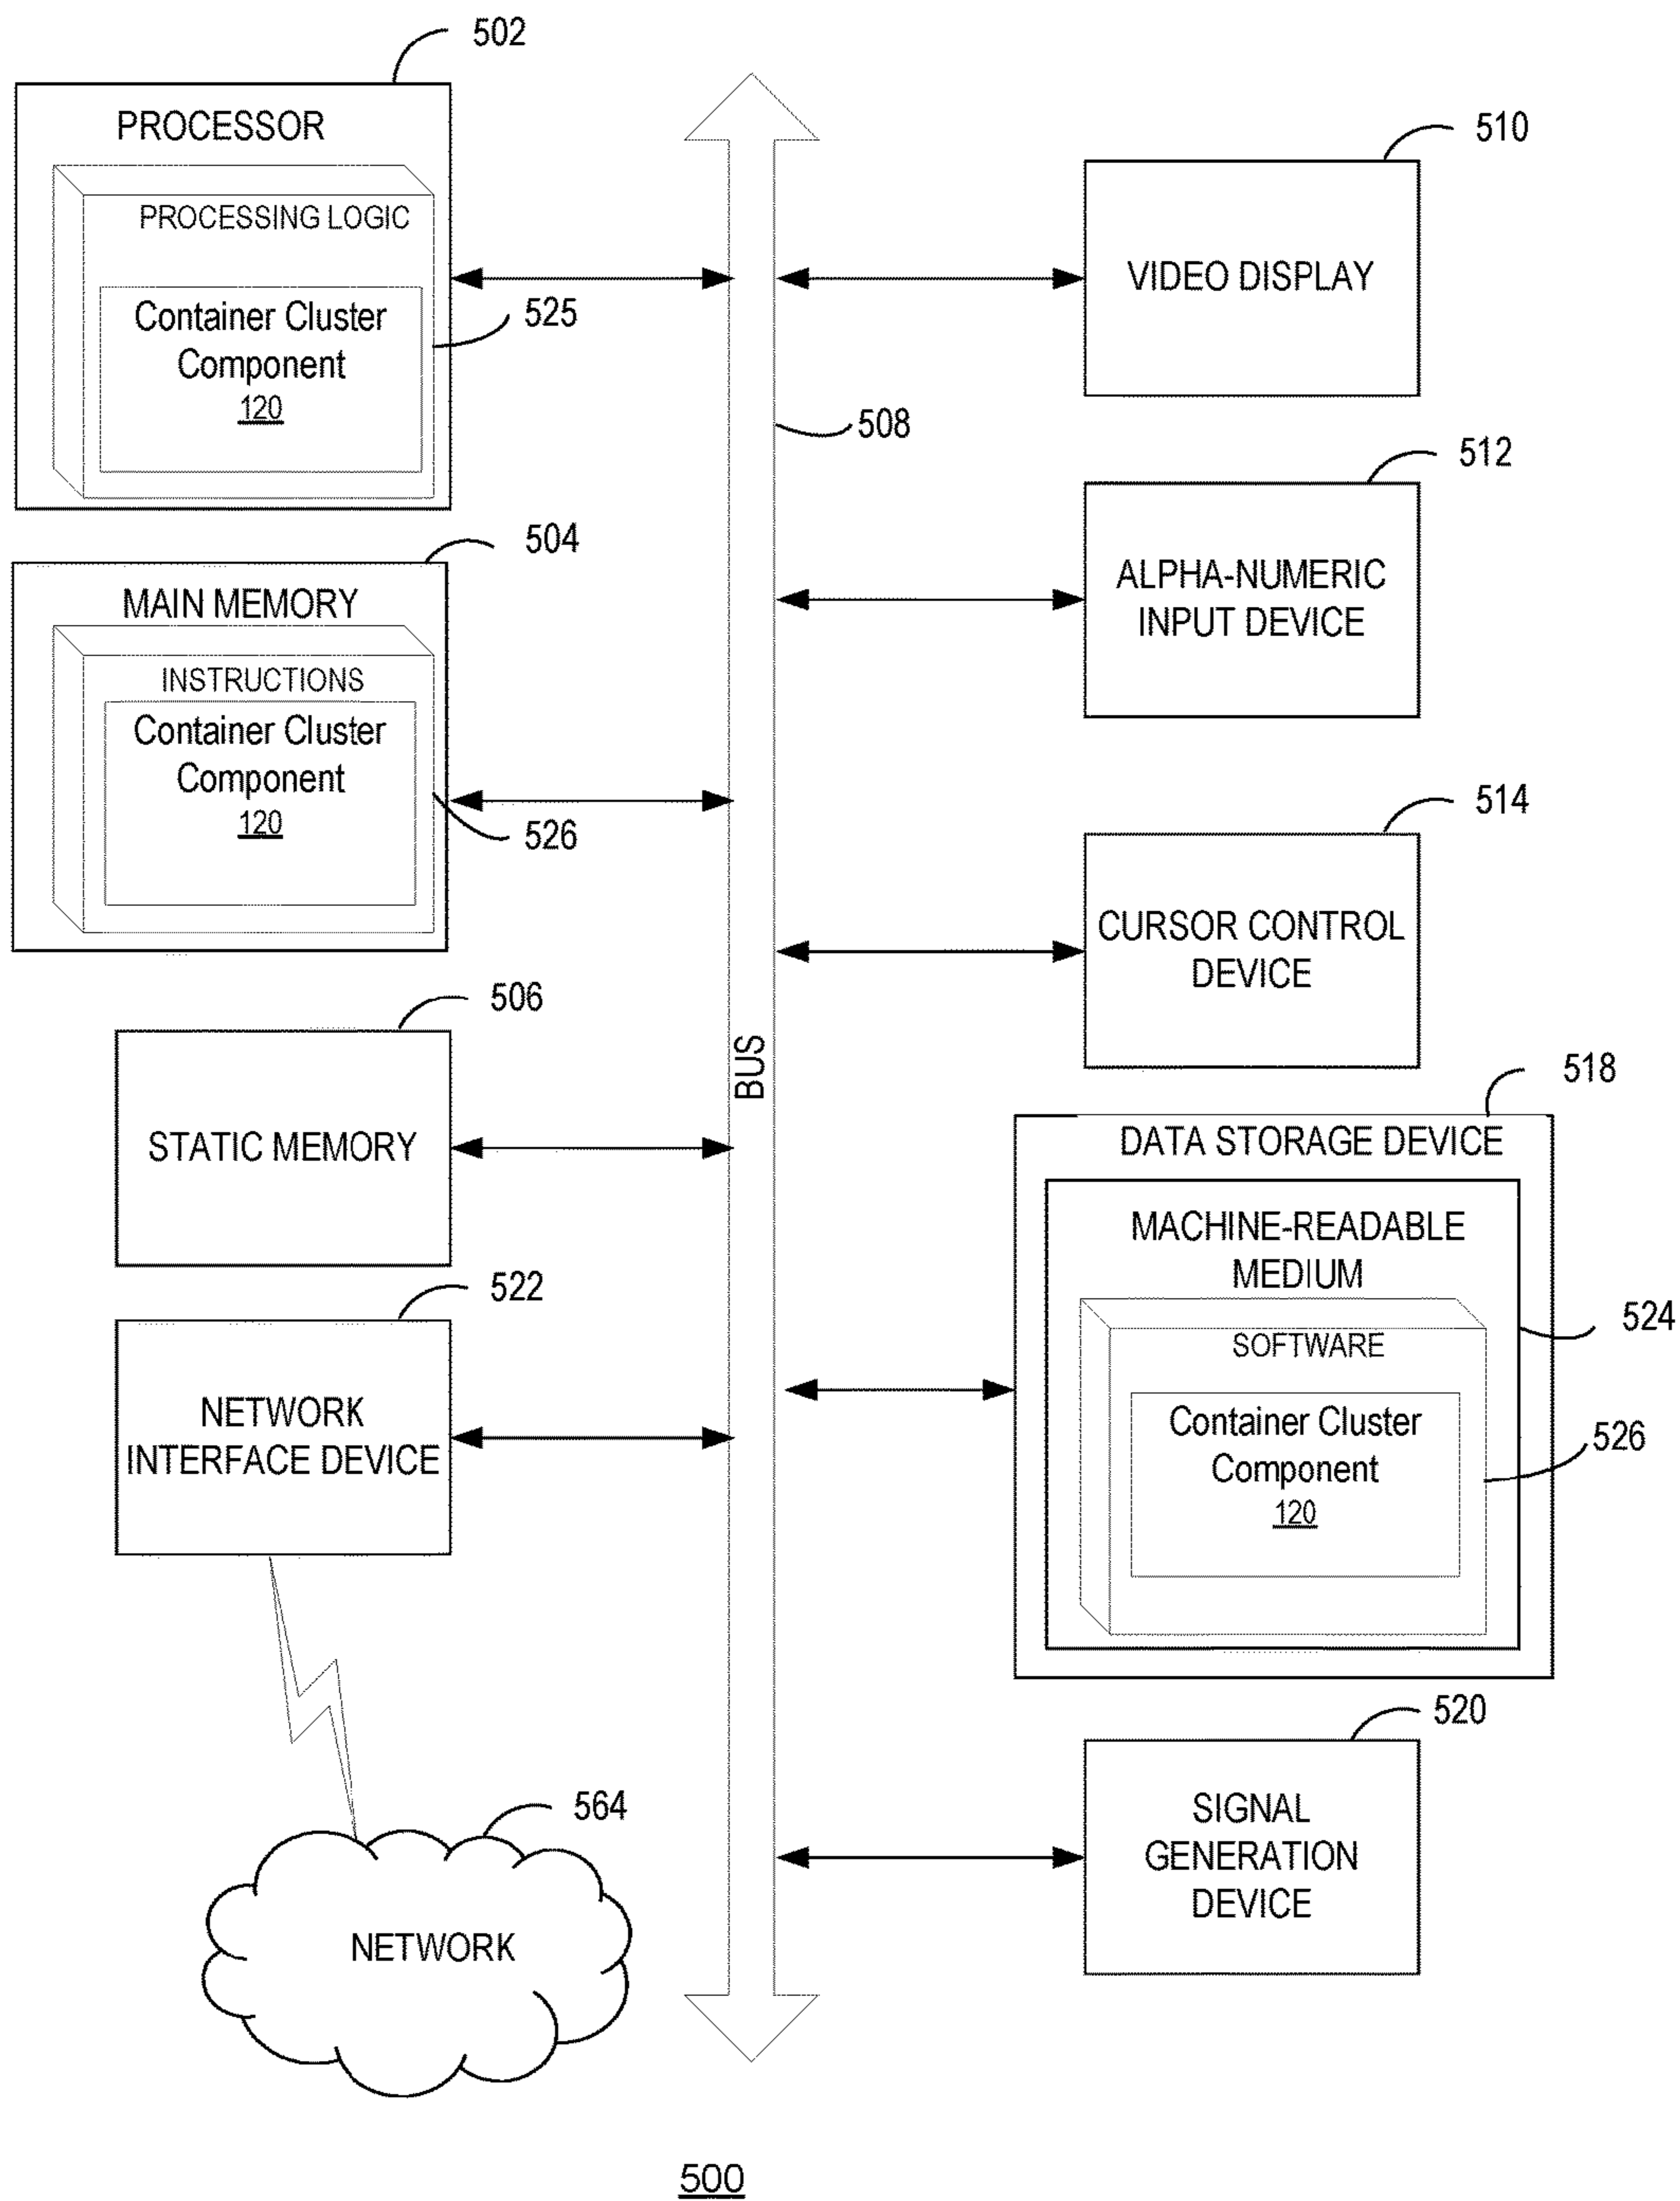 502
PROCESSOR
PROCESSING LOGIC
Container Cluster
Component
120
525
504
MAIN MEMORY
INSTRUCTIONS
Container Cluster
Component
120
526
506
STATIC MEMORY
522
NETWORK
INTERFACE DEVICE
564
NETWORK
BUS
508
510
VIDEO DISPLAY
512
ALPHA-NUMERIC
INPUT DEVICE
514
CURSOR CONTROL
DEVICE
518
DATA STORAGE DEVICE
MACHINE-READABLE
MEDIUM
524
SOFTWARE
Container Cluster
Component
120
526
520
SIGNAL
GENERATION
DEVICE
500